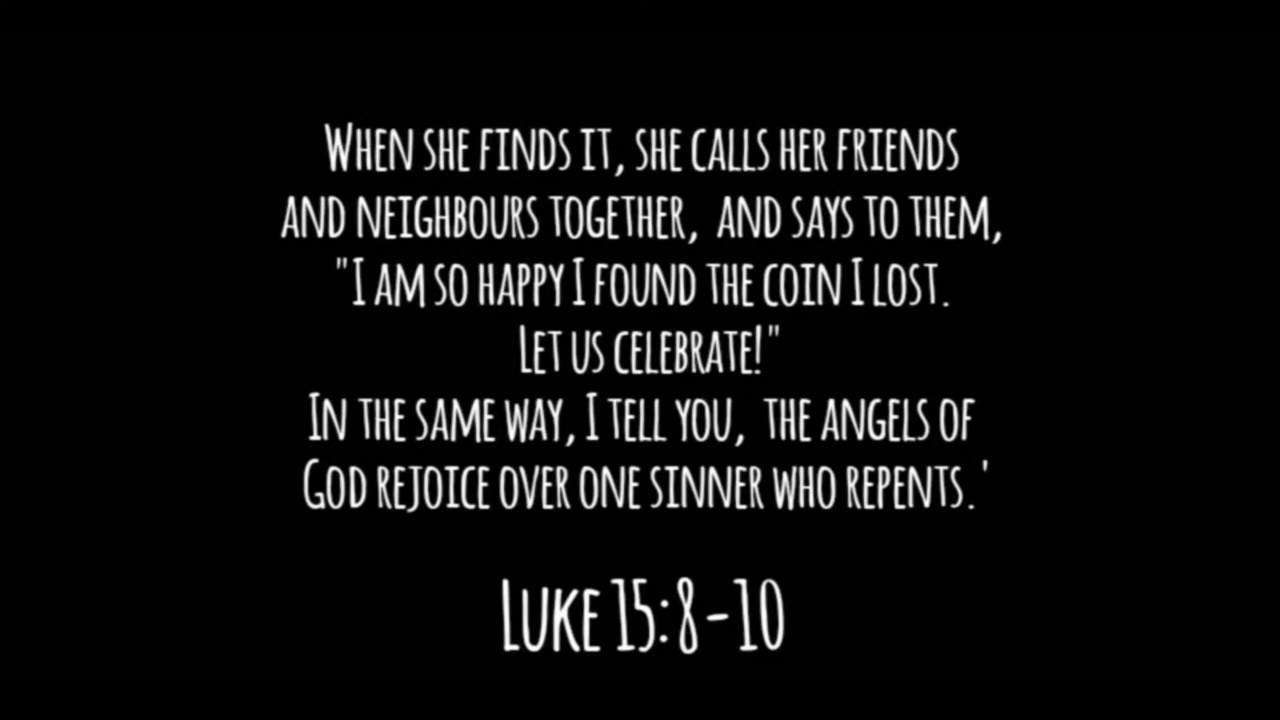 When she finds it, she calls her friends
and neighbours together, and says to them,
"I am so happy I found the coin I lost.
Let us celebrate!"
In the same way, I tell you, the angels of
God rejoice over one sinner who repents.'
Luke 15:8-10